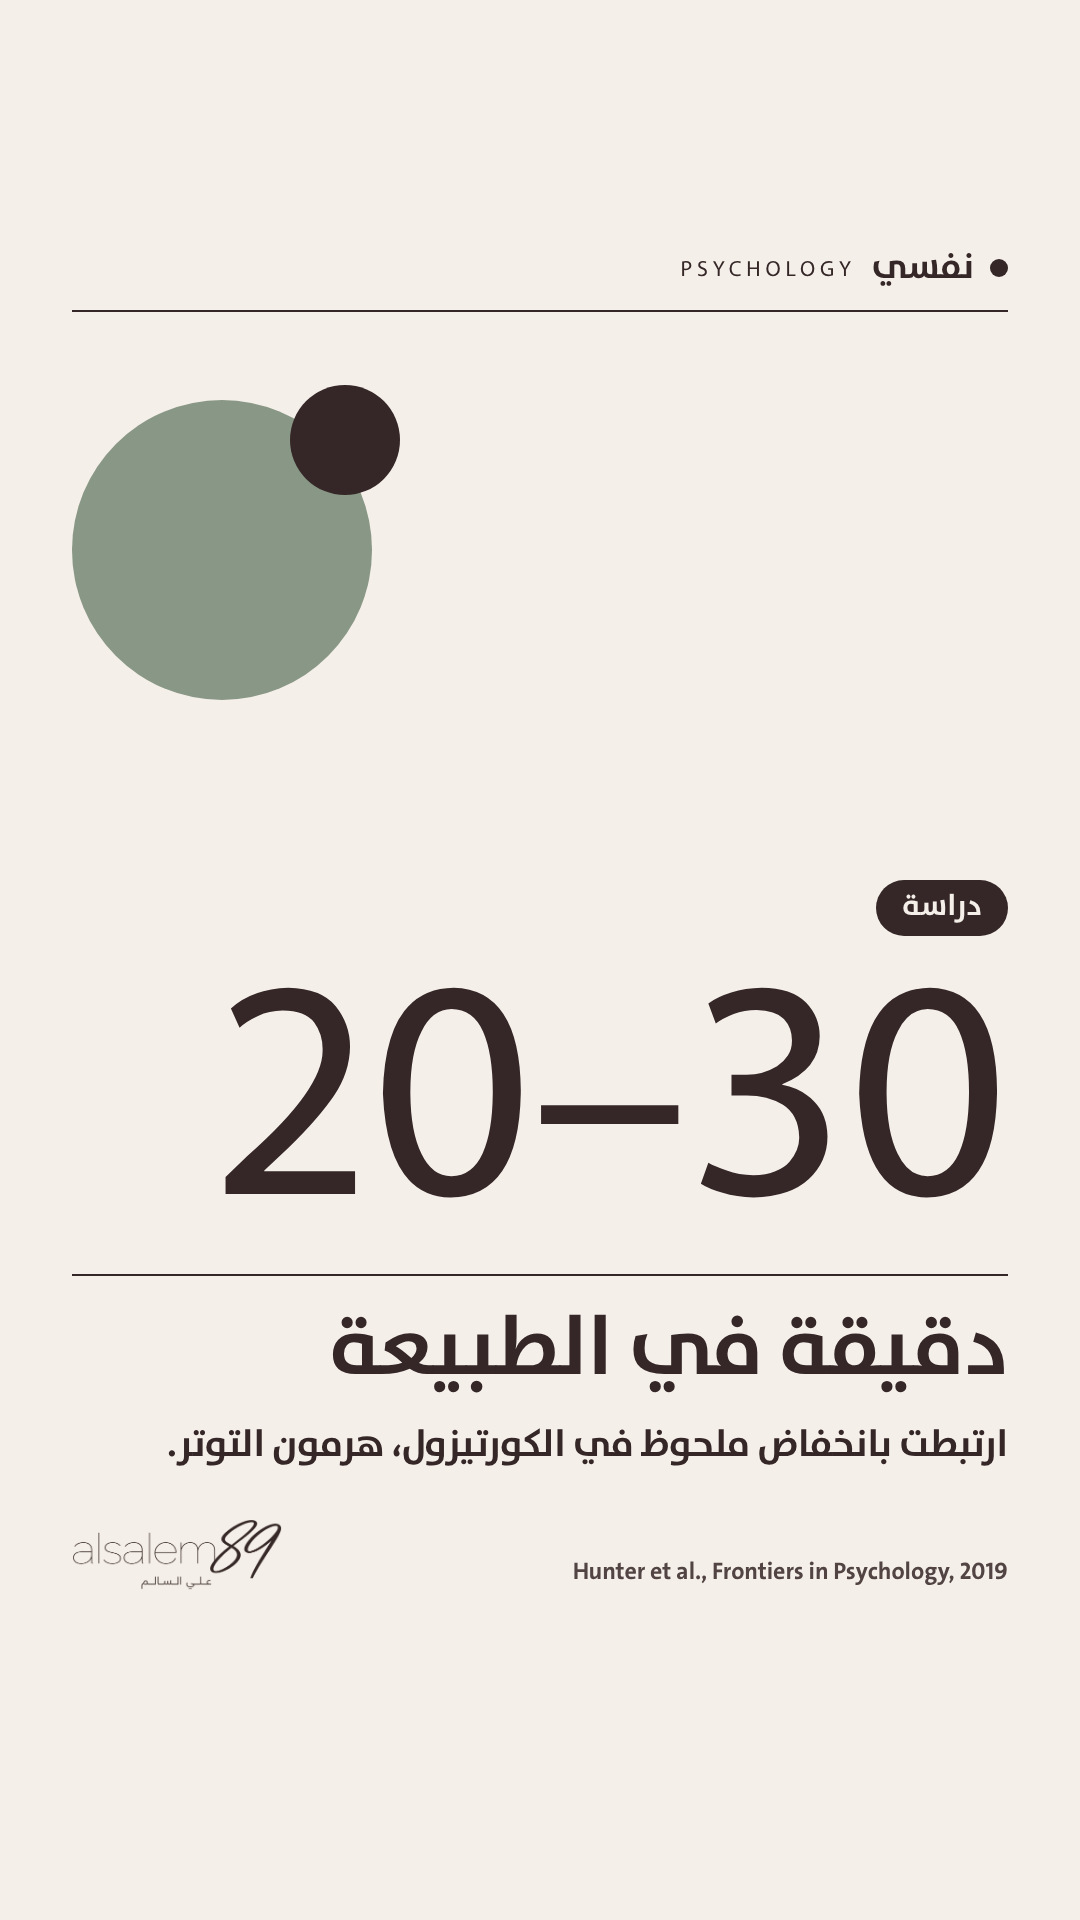 نفسي PSYCHOLOGY
دراسة
20–30
دقيقة في الطبيعة
ارتبطت بانخفاض ملحوظ في الكورتيزول، هرمون التوتر.
Hunter et al., Frontiers in Psychology, 2019
alsalem89
علي السالم